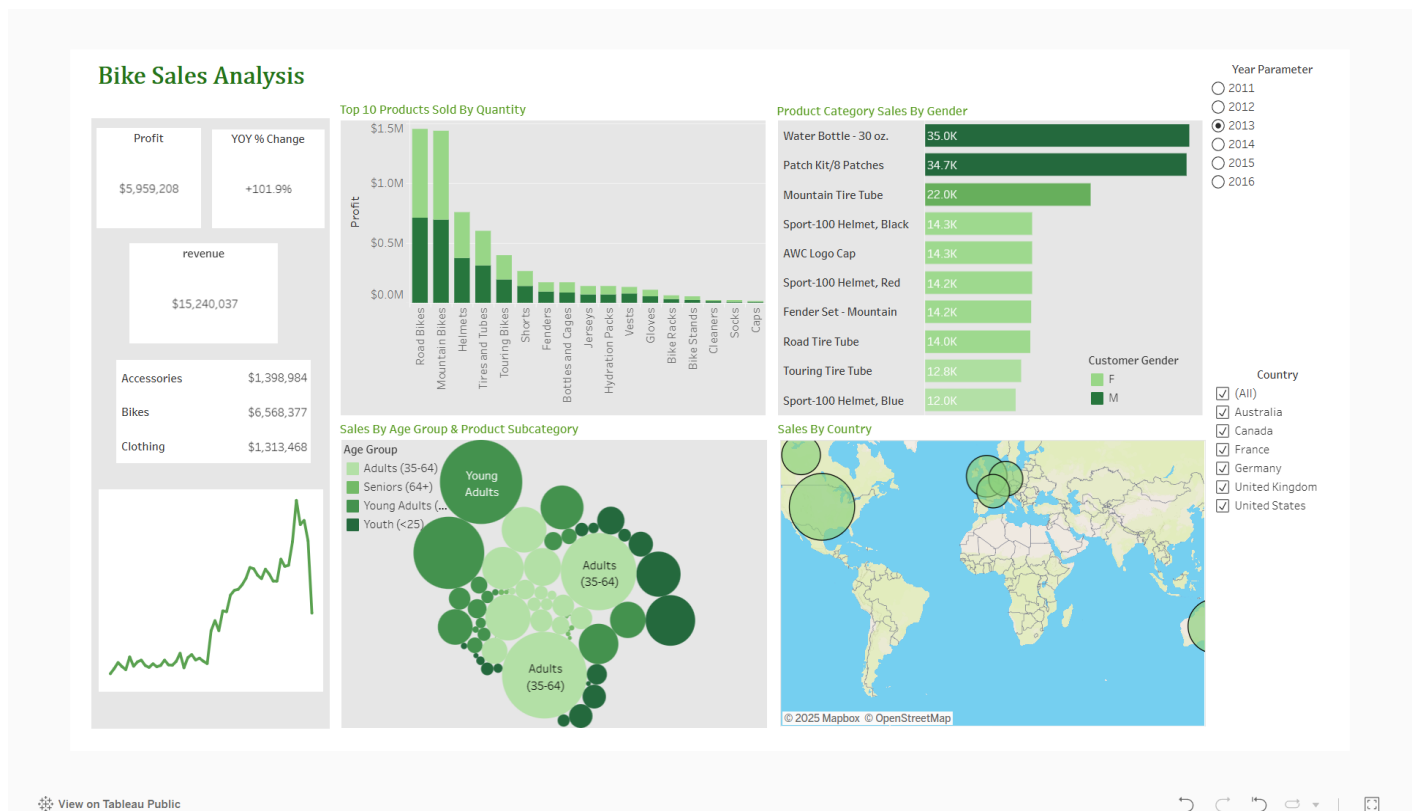 Bike Sales Analysis
Profit
$5,959,208
YOY % Change
+101.9%
revenue
$15,240,037
Accessories $1,398,984
Bikes $6,568,377
Clothing $1,313,468
Top 10 Products Sold By Quantity
$1.5M
$1.0M
$0.5M
$0.0M
Profit
Road Bikes
Mountain Bikes
Helmets
Tires and Tubes
Touring Bikes
Shorts
Fenders
Bottles and Cages
Jerseys
Hydration Packs
Vests
Gloves
Bike Racks
Bike Stands
Cleaners
Socks
Caps
Product Category Sales By Gender
Water Bottle - 30 oz. 35.0K
Patch Kit/8 Patches 34.7K
Mountain Tire Tube 22.0K
Sport-100 Helmet, Black 14.3K
AWC Logo Cap 14.3K
Sport-100 Helmet, Red 14.2K
Fender Set - Mountain 14.2K
Road Tire Tube 14.0K
Touring Tire Tube 12.8K
Sport-100 Helmet, Blue 12.0K
Customer Gender
F
M
Year Parameter
2011
2012
2013
2014
2015
2016
Country
(All)
Australia
Canada
France
Germany
United Kingdom
United States
Sales By Age Group & Product Subcategory
Age Group
Adults (35-64)
Seniors (64+)
Young Adults (...
Youth (<25)
Young
Adults
Adults
(35-64)
Adults
(35-64)
Sales By Country
© 2025 Mapbox © OpenStreetMap
View on Tableau Public